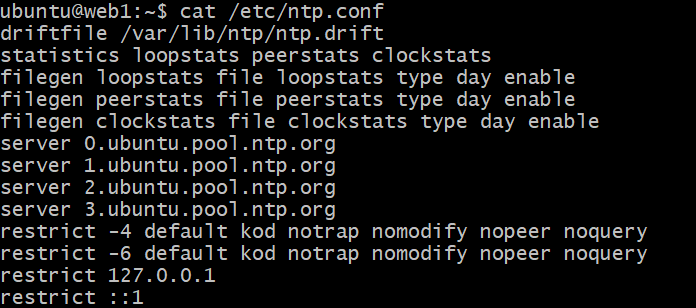 ubuntu@web1:~$ cat /etc/ntp.conf
driftfile /var/lib/ntp/ntp.drift
statistics loopstats peerstats clockstats
filegen loopstats file loopstats type day enable
filegen peerstats file peerstats type day enable
filegen clockstats file clockstats type day enable
server 0.ubuntu.pool.ntp.org
server 1.ubuntu.pool.ntp.org
server 2.ubuntu.pool.ntp.org
server 3.ubuntu.pool.ntp.org
restrict -4 default kod notrap nomodify nopeer noquery
restrict -6 default kod notrap nomodify nopeer noquery
restrict 127.0.0.1
restrict ::1